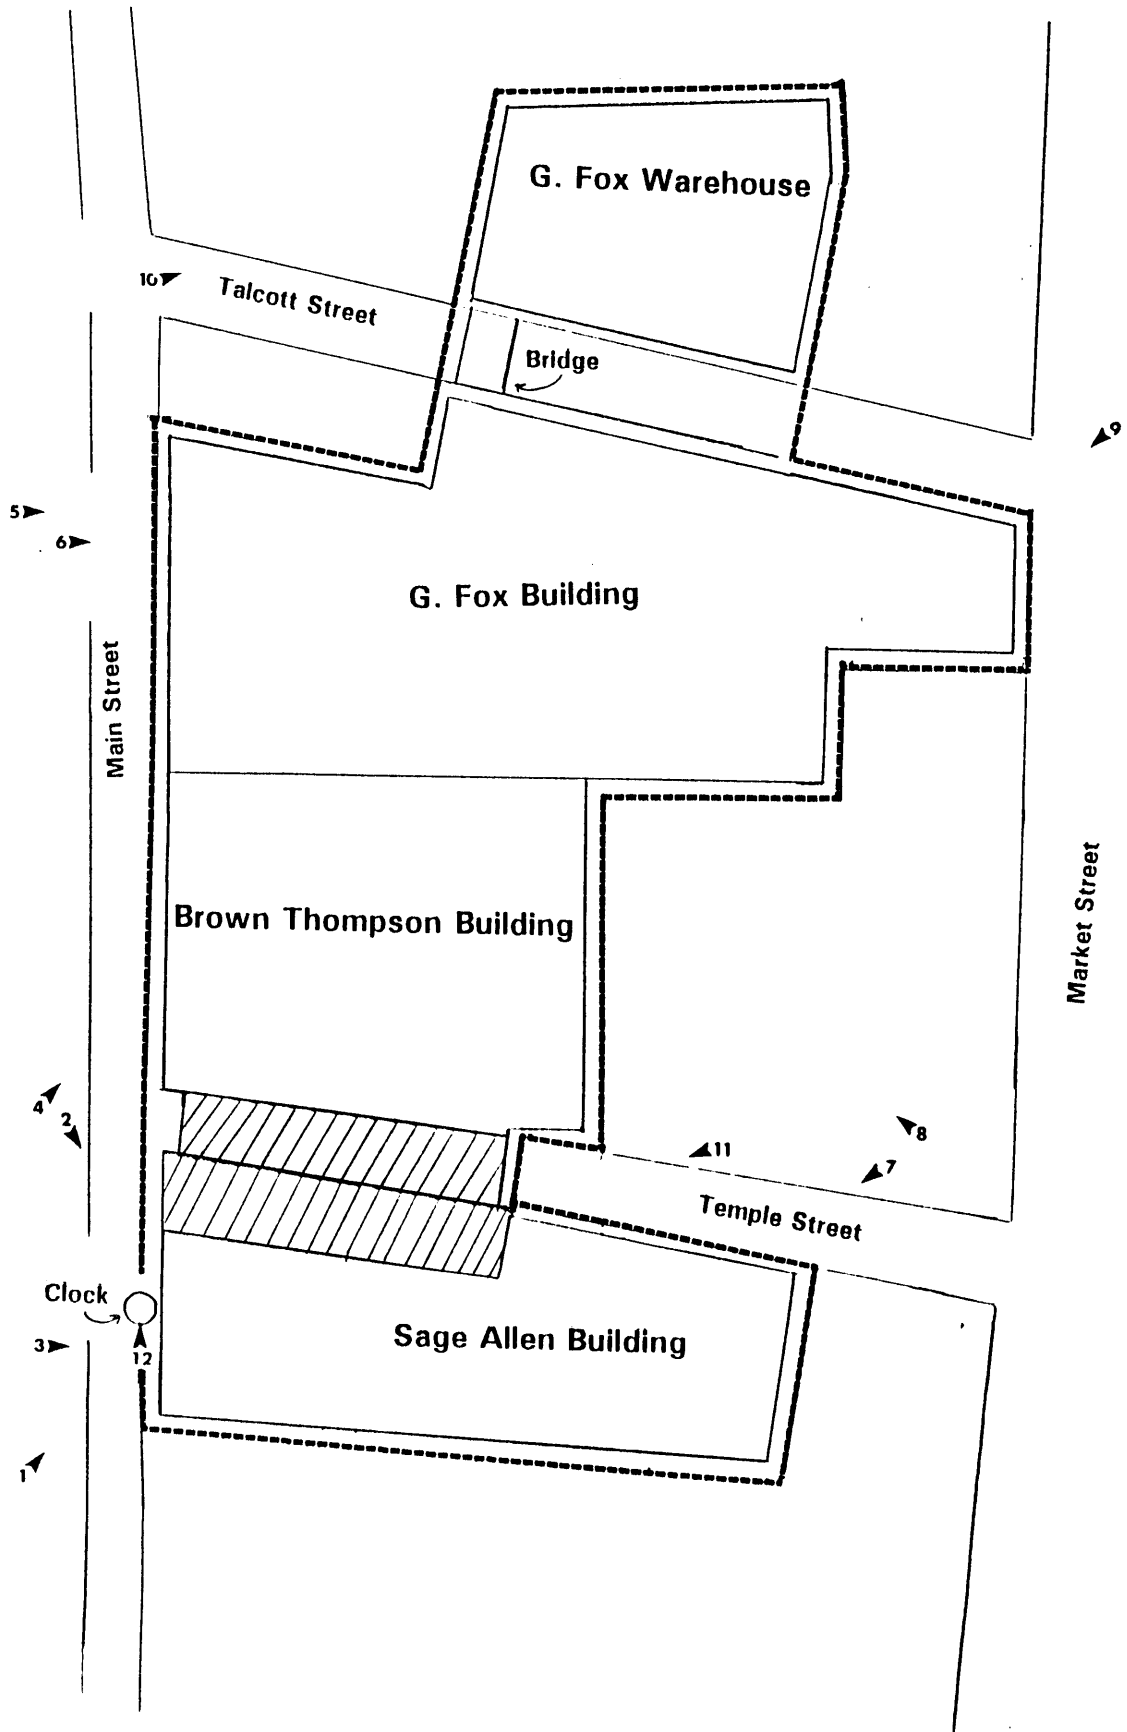 G. Fox Warehouse
10
Talcott Street
Bridge
9
5
6
G. Fox Building
Main Street
Market Street
Brown Thompson Building
4
2
8
11
7
Temple Street
Clock
3
12
Sage Allen Building
1